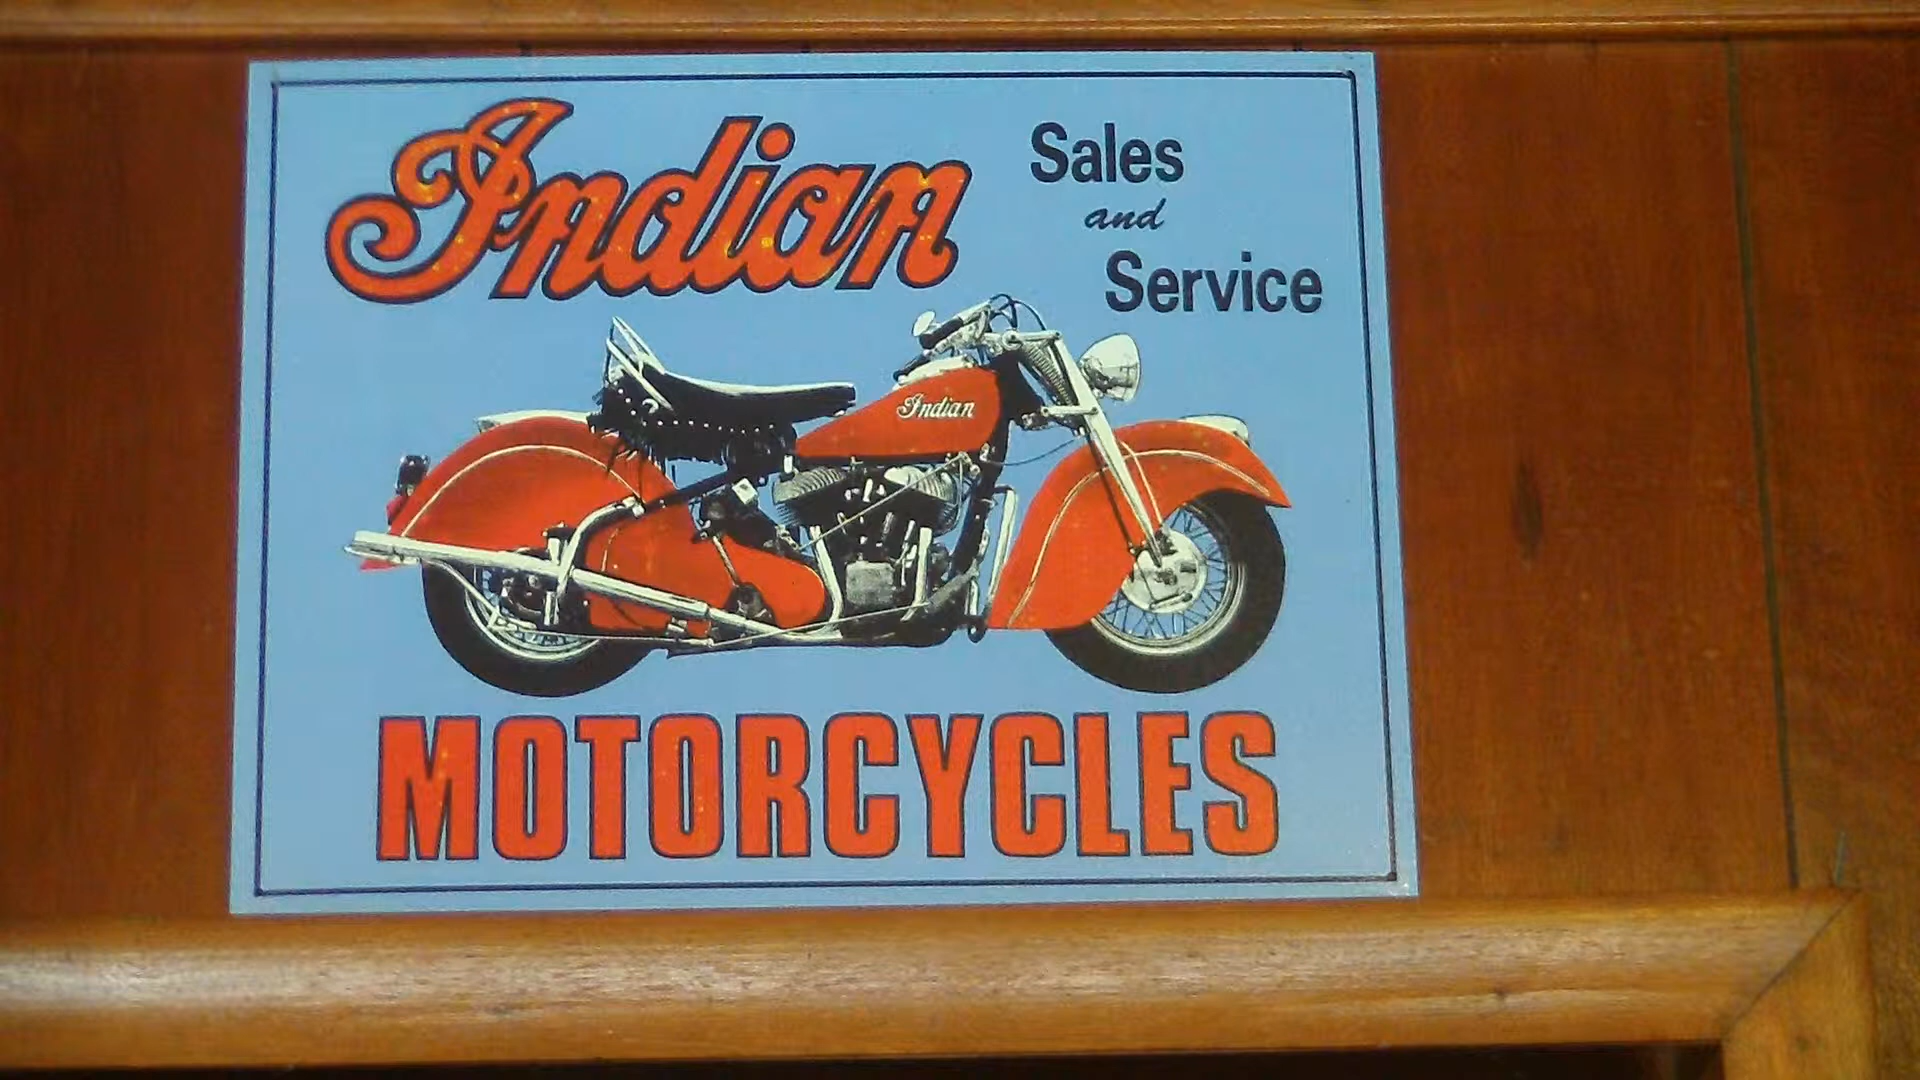 Indian
Sales
and
Service
Indian
MOTORCYCLES